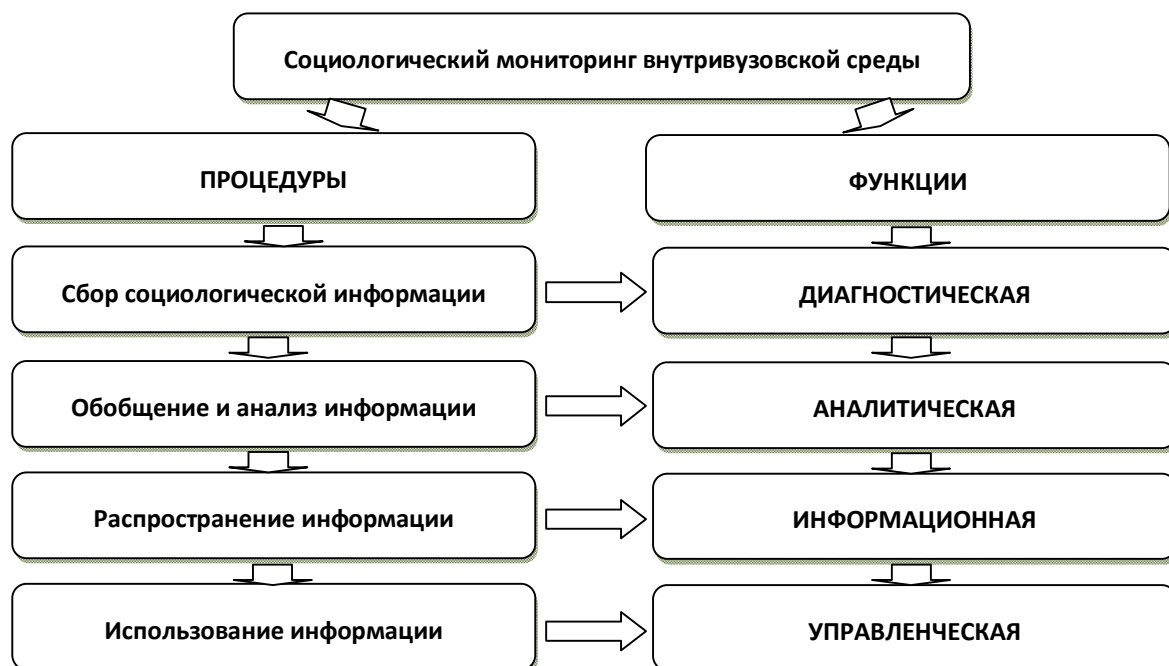 Социологический мониторинг внутривузовской среды
ПРОЦЕДУРЫ
ФУНКЦИИ
Сбор социологической информации
ДИАГНОСТИЧЕСКАЯ
Обобщение и анализ информации
АНАЛИТИЧЕСКАЯ
Распространение информации
ИНФОРМАЦИОННАЯ
Использование информации
УПРАВЛЕНЧЕСКАЯ